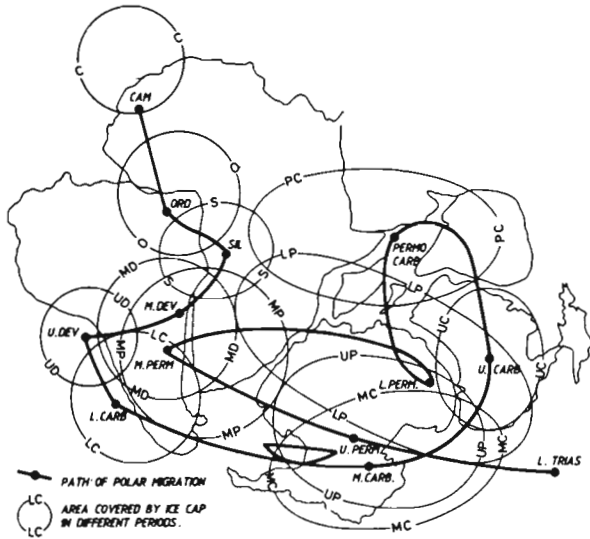 C
C
CAM
O
PC
ORD
S
PC
SIL
PERMO
CARB
O
MD
S
S
LP
LP
UD
M. DEV
U. DEV
MP
LC
M. PERM
MD
UP
UC
UC
U. CARB
UD
MD
MC
L. PERM.
L. CARB
MP
LP
UP
MC
LC
U. PERM.
M. CARB.
L. TRIAS
MC
UP
MC
PATH OF POLAR MIGRATION
LC
LC
AREA COVERED BY ICE CAP
IN DIFFERENT PERIODS.